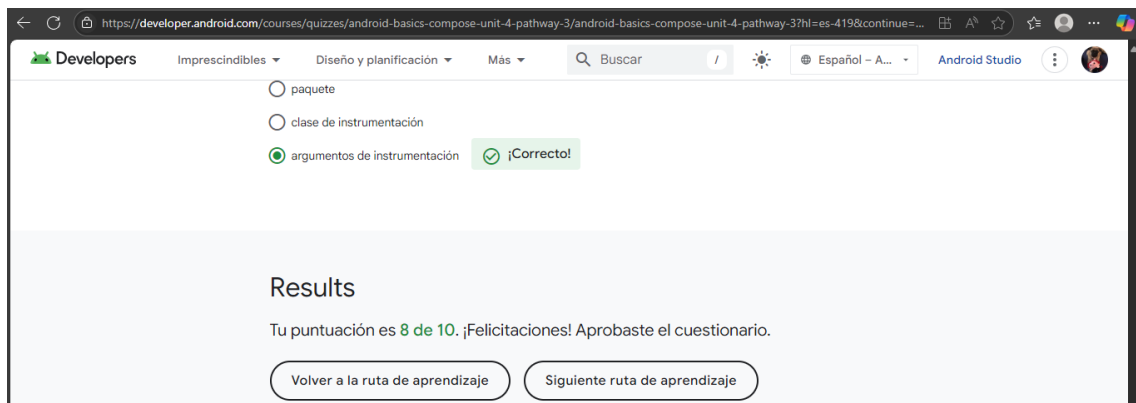 https://developer.android.com/courses/quizzes/android-basics-compose-unit-4-pathway-3/android-basics-compose-unit-4-pathway-3?hl=es-419&continue=...
Developers Imprescindibles Diseño y planificación Más Buscar / Español – A... Android Studio
paquete
clase de instrumentación
argumentos de instrumentación ¡Correcto!
Results
Tu puntuación es 8 de 10. ¡Felicitaciones! Aprobaste el cuestionario.
Volver a la ruta de aprendizaje Siguiente ruta de aprendizaje